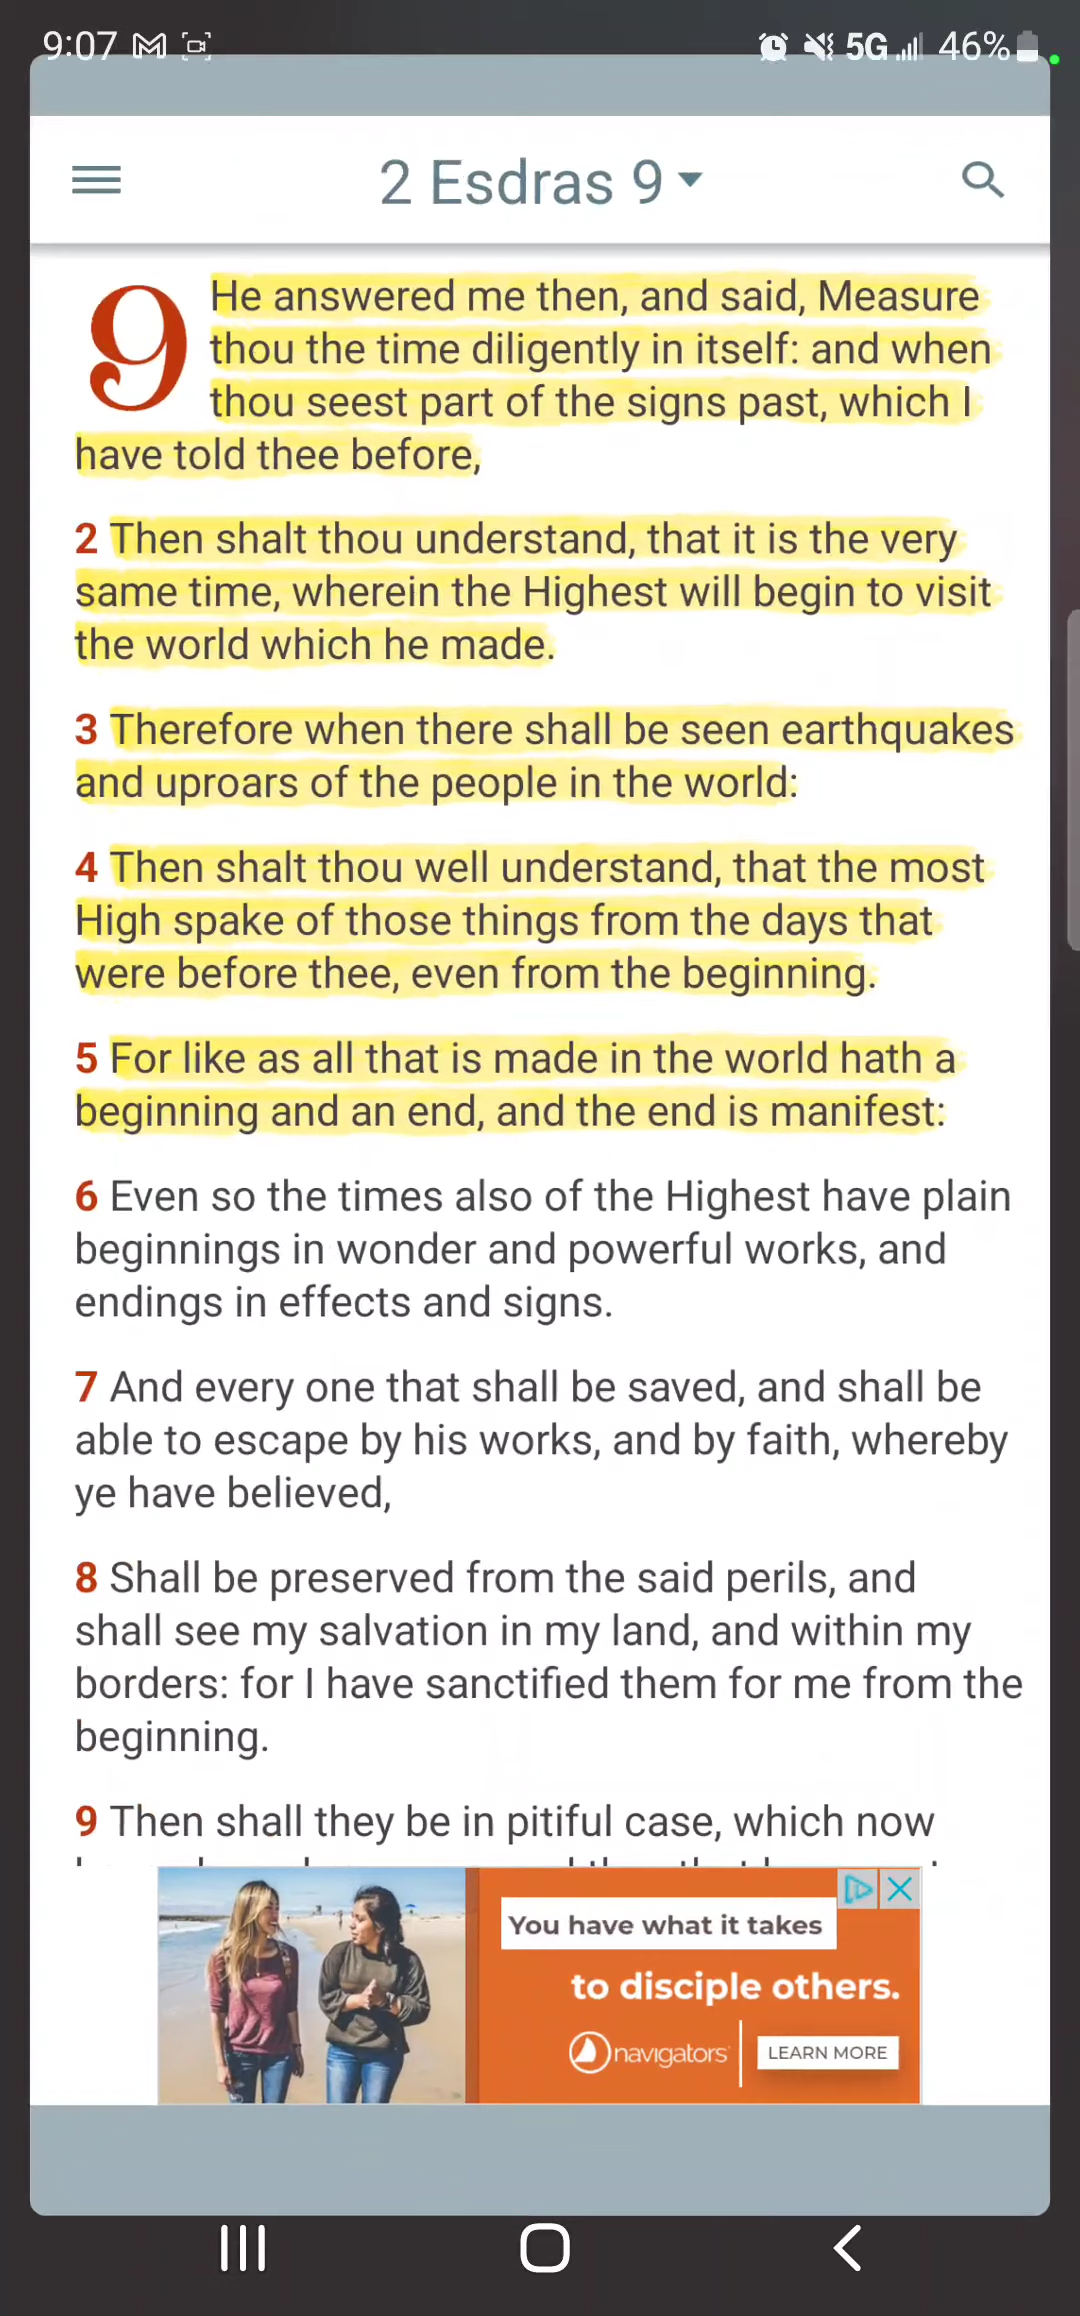 9:07 5G 46%
2 Esdras 9
9 He answered me then, and said, Measure
thou the time diligently in itself: and when
thou seest part of the signs past, which I
have told thee before,
2 Then shalt thou understand, that it is the very
same time, wherein the Highest will begin to visit
the world which he made.
3 Therefore when there shall be seen earthquakes
and uproars of the people in the world:
4 Then shalt thou well understand, that the most
High spake of those things from the days that
were before thee, even from the beginning.
5 For like as all that is made in the world hath a
beginning and an end, and the end is manifest:
6 Even so the times also of the Highest have plain
beginnings in wonder and powerful works, and
endings in effects and signs.
7 And every one that shall be saved, and shall be
able to escape by his works, and by faith, whereby
ye have believed,
8 Shall be preserved from the said perils, and
shall see my salvation in my land, and within my
borders: for I have sanctified them for me from the
beginning.
9 Then shall they be in pitiful case, which now
You have what it takes
to disciple others.
navigators
LEARN MORE